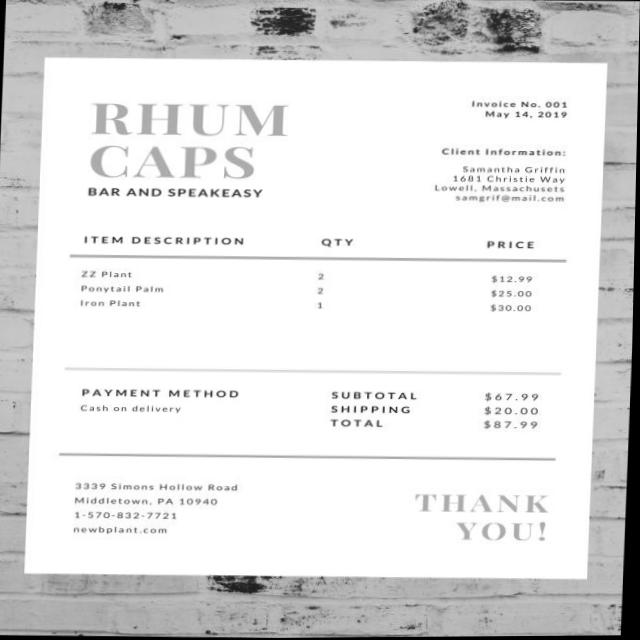 RHUM
CAPS
BAR AND SPEAKEASY
Invoice No. 001
May 14, 2019
Client Information:
Samantha Griffin
1681 Christie Way
Lowell, Massachusets
samgrif@mail.com
ITEM DESCRIPTION QTY PRICE
ZZ Plant 2 $12.99
Ponytail Palm 2 $25.00
Iron Plant 1 $30.00
PAYMENT METHOD
Cash on delivery
SUBTOTAL $67.99
SHIPPING $20.00
TOTAL $87.99
3339 Simons Hollow Road
Middletown, PA 10940
1-570-832-7721
newbplant.com
THANK
YOU!